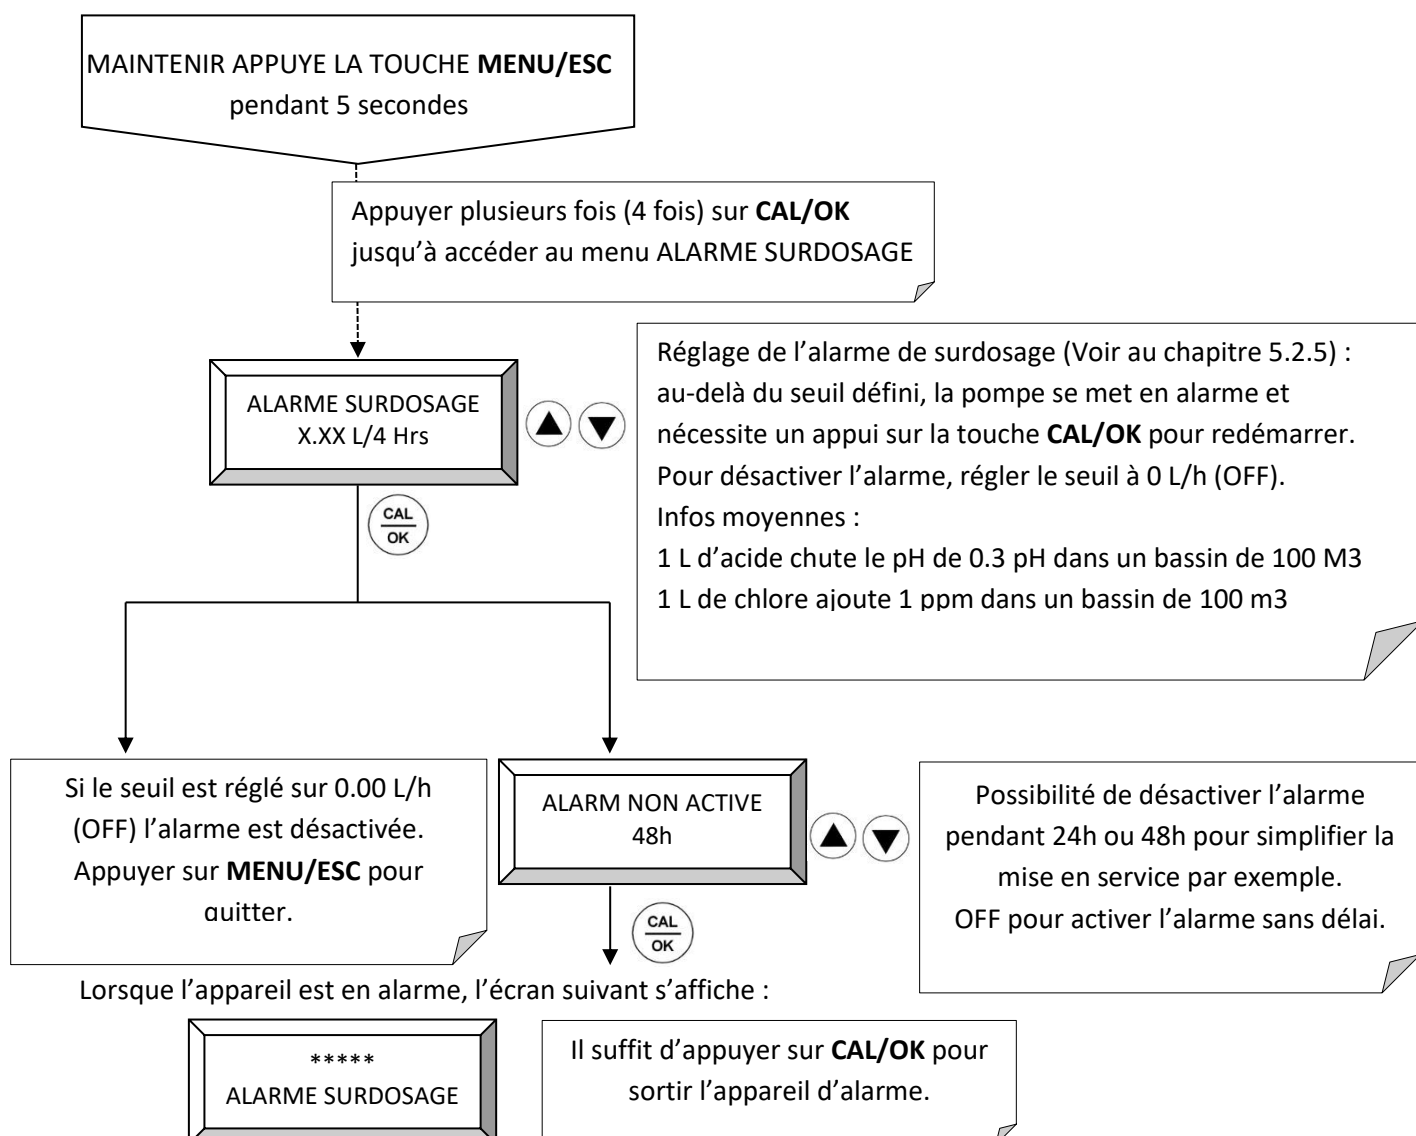 MAINTENIR APPUYE LA TOUCHE MENU/ESC
pendant 5 secondes
Appuyer plusieurs fois (4 fois) sur CAL/OK
jusqu’à accéder au menu ALARME SURDOSAGE
ALARME SURDOSAGE
X.XX L/4 Hrs
Réglage de l’alarme de surdosage (Voir au chapitre 5.2.5) :
au-delà du seuil défini, la pompe se met en alarme et
nécessite un appui sur la touche CAL/OK pour redémarrer.
Pour désactiver l’alarme, régler le seuil à 0 L/h (OFF).
Infos moyennes :
1 L d’acide chute le pH de 0.3 pH dans un bassin de 100 M3
1 L de chlore ajoute 1 ppm dans un bassin de 100 m3
CAL
OK
Si le seuil est réglé sur 0.00 L/h
(OFF) l’alarme est désactivée.
Appuyer sur MENU/ESC pour
quitter.
ALARM NON ACTIVE
48h
Possibilité de désactiver l’alarme
pendant 24h ou 48h pour simplifier la
mise en service par exemple.
OFF pour activer l’alarme sans délai.
CAL
OK
Lorsque l’appareil est en alarme, l’écran suivant s’affiche :
*****
ALARME SURDOSAGE
Il suffit d’appuyer sur CAL/OK pour
sortir l’appareil d’alarme.